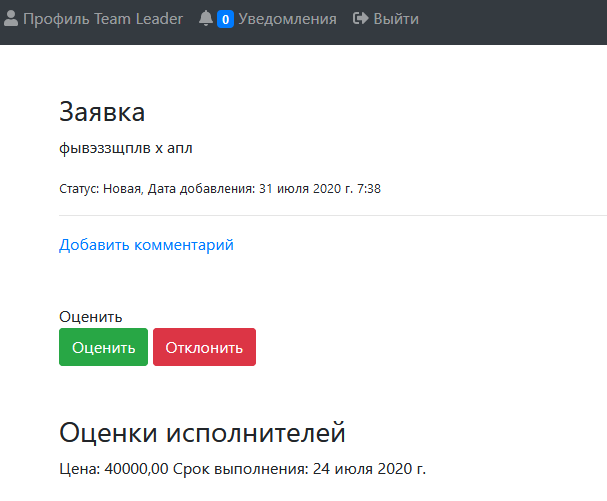 Профиль Team Leader 0 Уведомления Выйти
Заявка
фывэззщплв х апл
Статус: Новая, Дата добавления: 31 июля 2020 г. 7:38
Добавить комментарий
Оценить
Оценить Отклонить
Оценки исполнителей
Цена: 40000,00 Срок выполнения: 24 июля 2020 г.